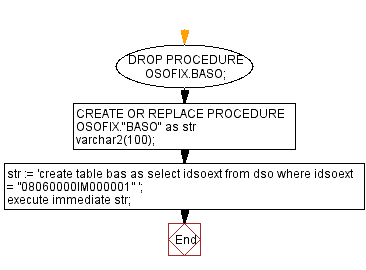 DROP PROCEDURE
OSOFIX.BASO;
CREATE OR REPLACE PROCEDURE
OSOFIX."BASO" as str
varchar2(100);
str := 'create table bas as select idsoext from dso where idsoext
= "08060000IM000001" ';
execute immediate str;
End